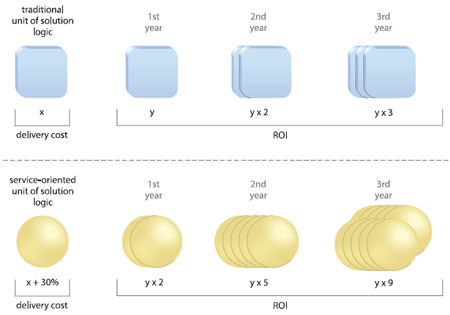 traditional
unit of solution
logic
1st
year
2nd
year
3rd
year
x
y
y x 2
y x 3
delivery cost
ROI
service-oriented
unit of solution
logic
1st
year
2nd
year
3rd
year
x + 30%
y x 2
y x 5
y x 9
delivery cost
ROI